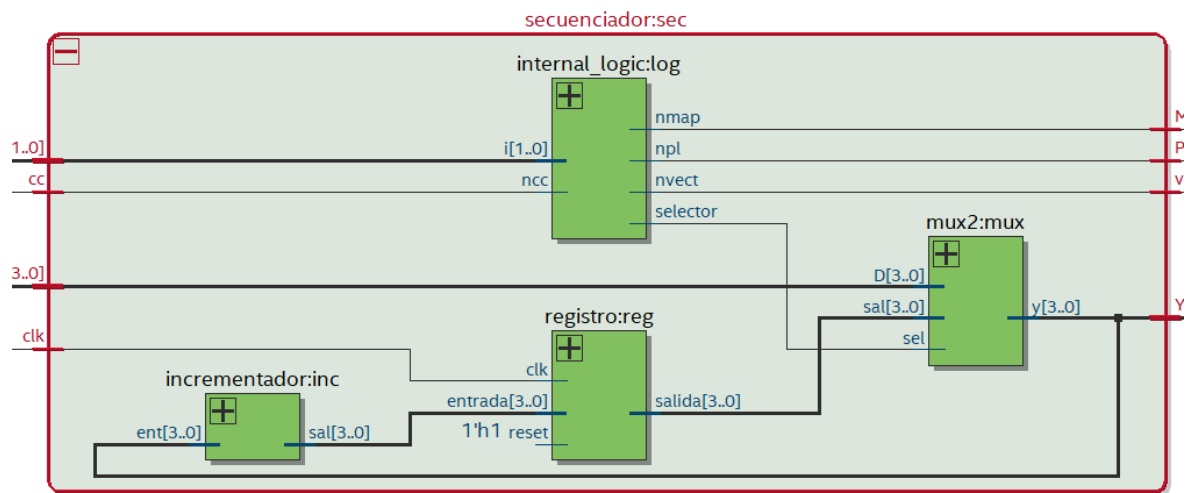 secuenciador:sec
internal_logic:log
nmap
M
1..0]
i[1..0]
npl
P
cc
ncc
nvect
v
selector
mux2:mux
3..0]
D[3..0]
registro:reg
sal[3..0]
y[3..0]
Y
clk
sel
clk
incrementador:inc
entrada[3..0]
salida[3..0]
ent[3..0]
sal[3..0]
1'h1 reset